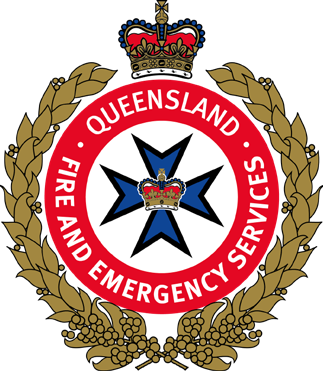 · QUEENSLAND ·
FIRE AND EMERGENCY SERVICES